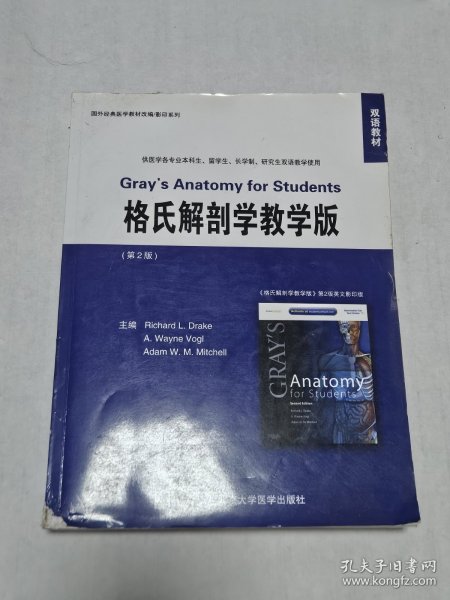 国外经典医学教材改编/影印系列
双语教材
供医学各专业本科生、留学生、长学制、研究生双语教学使用
Gray's Anatomy for Students
格氏解剖学教学版
(第2版)
《格氏解剖学教学版》第2版英文影印版
主编 Richard L. Drake
A. Wayne Vogl
Adam W. M. Mitchell
GRAY'S
Anatomy
for Students
Second Edition
大学医学出版社
孔夫子旧书网
www.kongfz.com